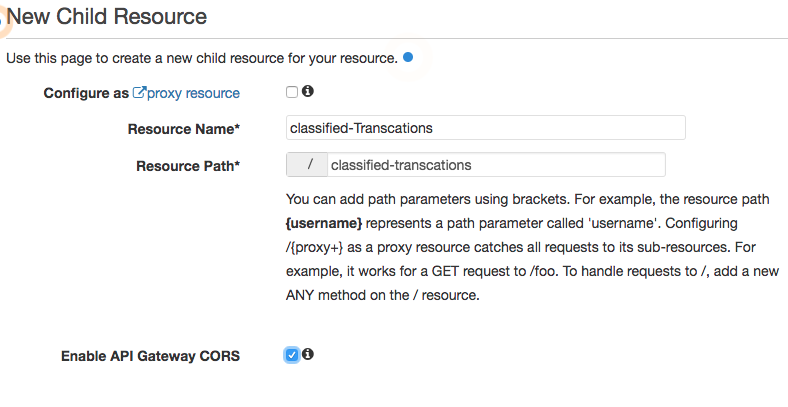 New Child Resource
Use this page to create a new child resource for your resource.
Configure as proxy resource
Resource Name*
classified-Transcations
Resource Path*
/
classified-transcations
You can add path parameters using brackets. For example, the resource path
{username} represents a path parameter called 'username'. Configuring
/{proxy+} as a proxy resource catches all requests to its sub-resources. For
example, it works for a GET request to /foo. To handle requests to /, add a new
ANY method on the / resource.
Enable API Gateway CORS